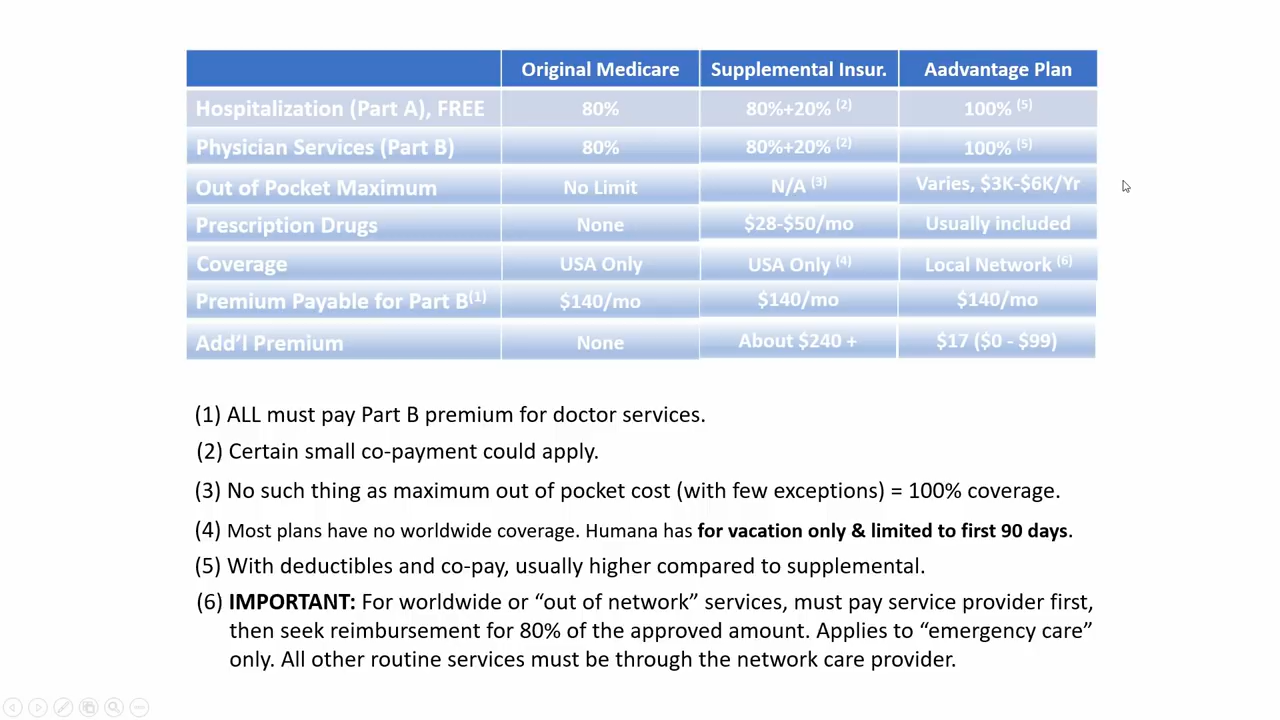 Original Medicare Supplemental Insur. Aadvantage Plan
Hospitalization (Part A), FREE 80% 80%+20% (2) 100% (5)
Physician Services (Part B) 80% 80%+20% (2) 100% (5)
Out of Pocket Maximum No Limit N/A (3) Varies, $3K-$6K/Yr
Prescription Drugs None $28-$50/mo Usually included
Coverage USA Only USA Only (4) Local Network (6)
Premium Payable for Part B(1) $140/mo $140/mo $140/mo
Add’l Premium None About $240 + $17 ($0 - $99)
(1) ALL must pay Part B premium for doctor services.
(2) Certain small co-payment could apply.
(3) No such thing as maximum out of pocket cost (with few exceptions) = 100% coverage.
(4) Most plans have no worldwide coverage. Humana has for vacation only & limited to first 90 days.
(5) With deductibles and co-pay, usually higher compared to supplemental.
(6) IMPORTANT: For worldwide or “out of network” services, must pay service provider first,
then seek reimbursement for 80% of the approved amount. Applies to “emergency care”
only. All other routine services must be through the network care provider.